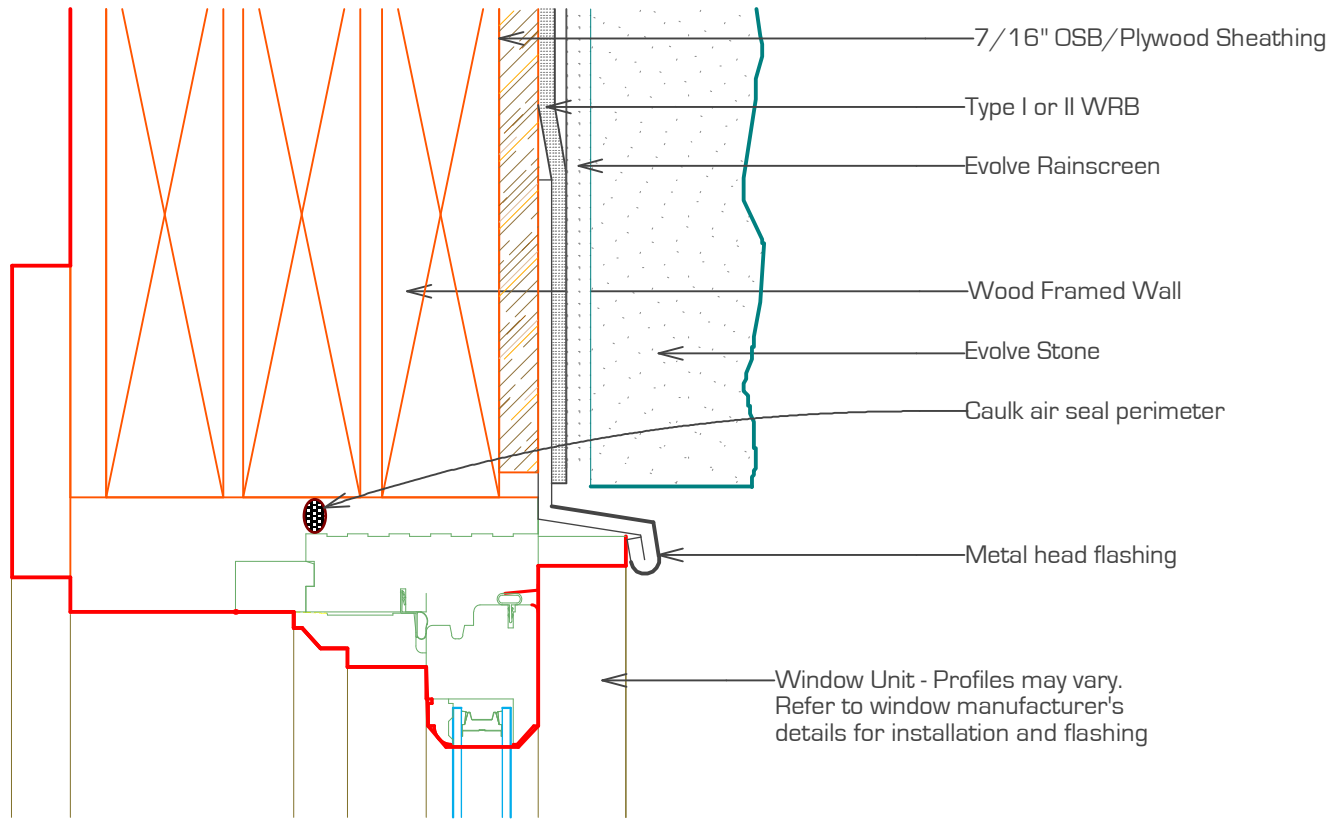 7/16" OSB/Plywood Sheathing
Type I or II WRB
Evolve Rainscreen
Wood Framed Wall
Evolve Stone
Caulk air seal perimeter
Metal head flashing
Window Unit - Profiles may vary.
Refer to window manufacturer's
details for installation and flashing